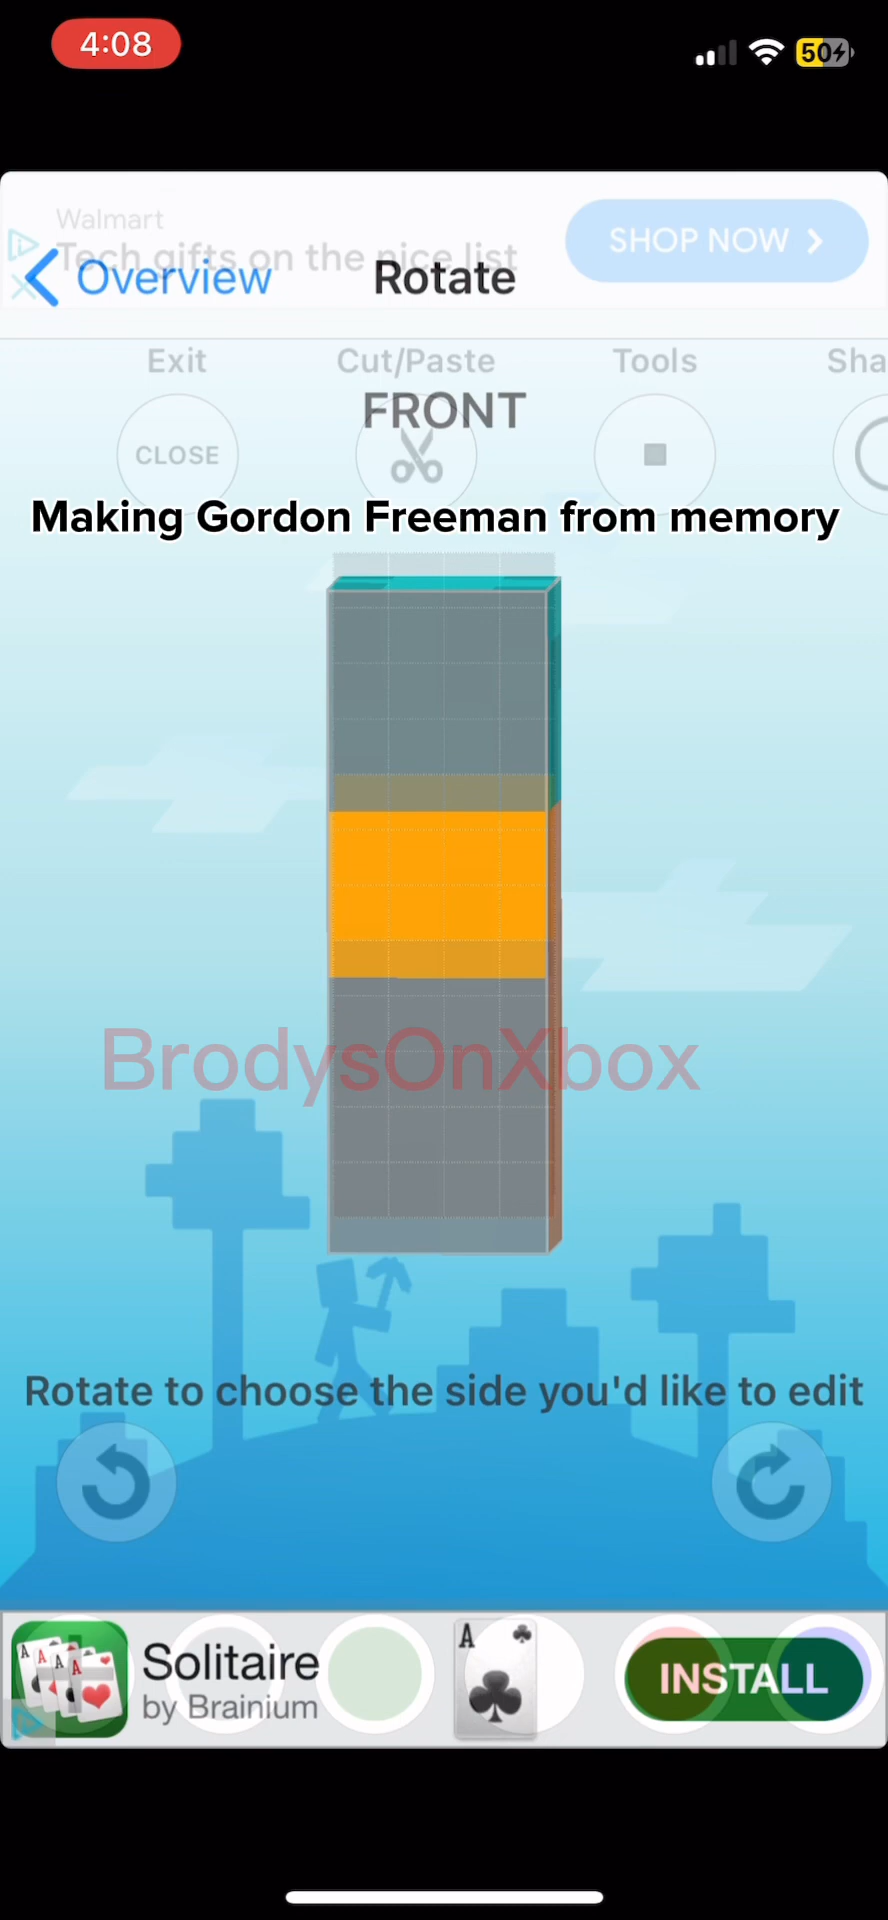 4:08
50
Walmart
Tech gifts on the nice list
SHOP NOW
Overview
Rotate
Exit
Cut/Paste
Tools
Sha
FRONT
CLOSE
Making Gordon Freeman from memory
BrodysOnXbox
Rotate to choose the side you'd like to edit
A
Solitaire
by Brainium
INSTALL